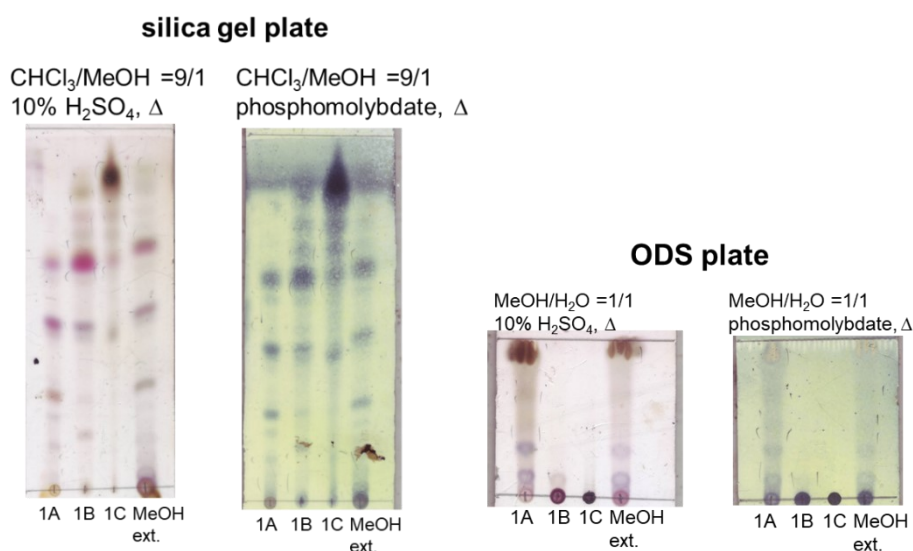 silica gel plate
CHCl₃/MeOH =9/1
10% H₂SO₄, Δ
CHCl₃/MeOH =9/1
phosphomolybdate, Δ
1A 1B 1C MeOH
ext.
1A 1B 1C MeOH
ext.
ODS plate
MeOH/H₂O =1/1
10% H₂SO₄, Δ
MeOH/H₂O =1/1
phosphomolybdate, Δ
1A 1B 1C MeOH
ext.
1A 1B 1C MeOH
ext.